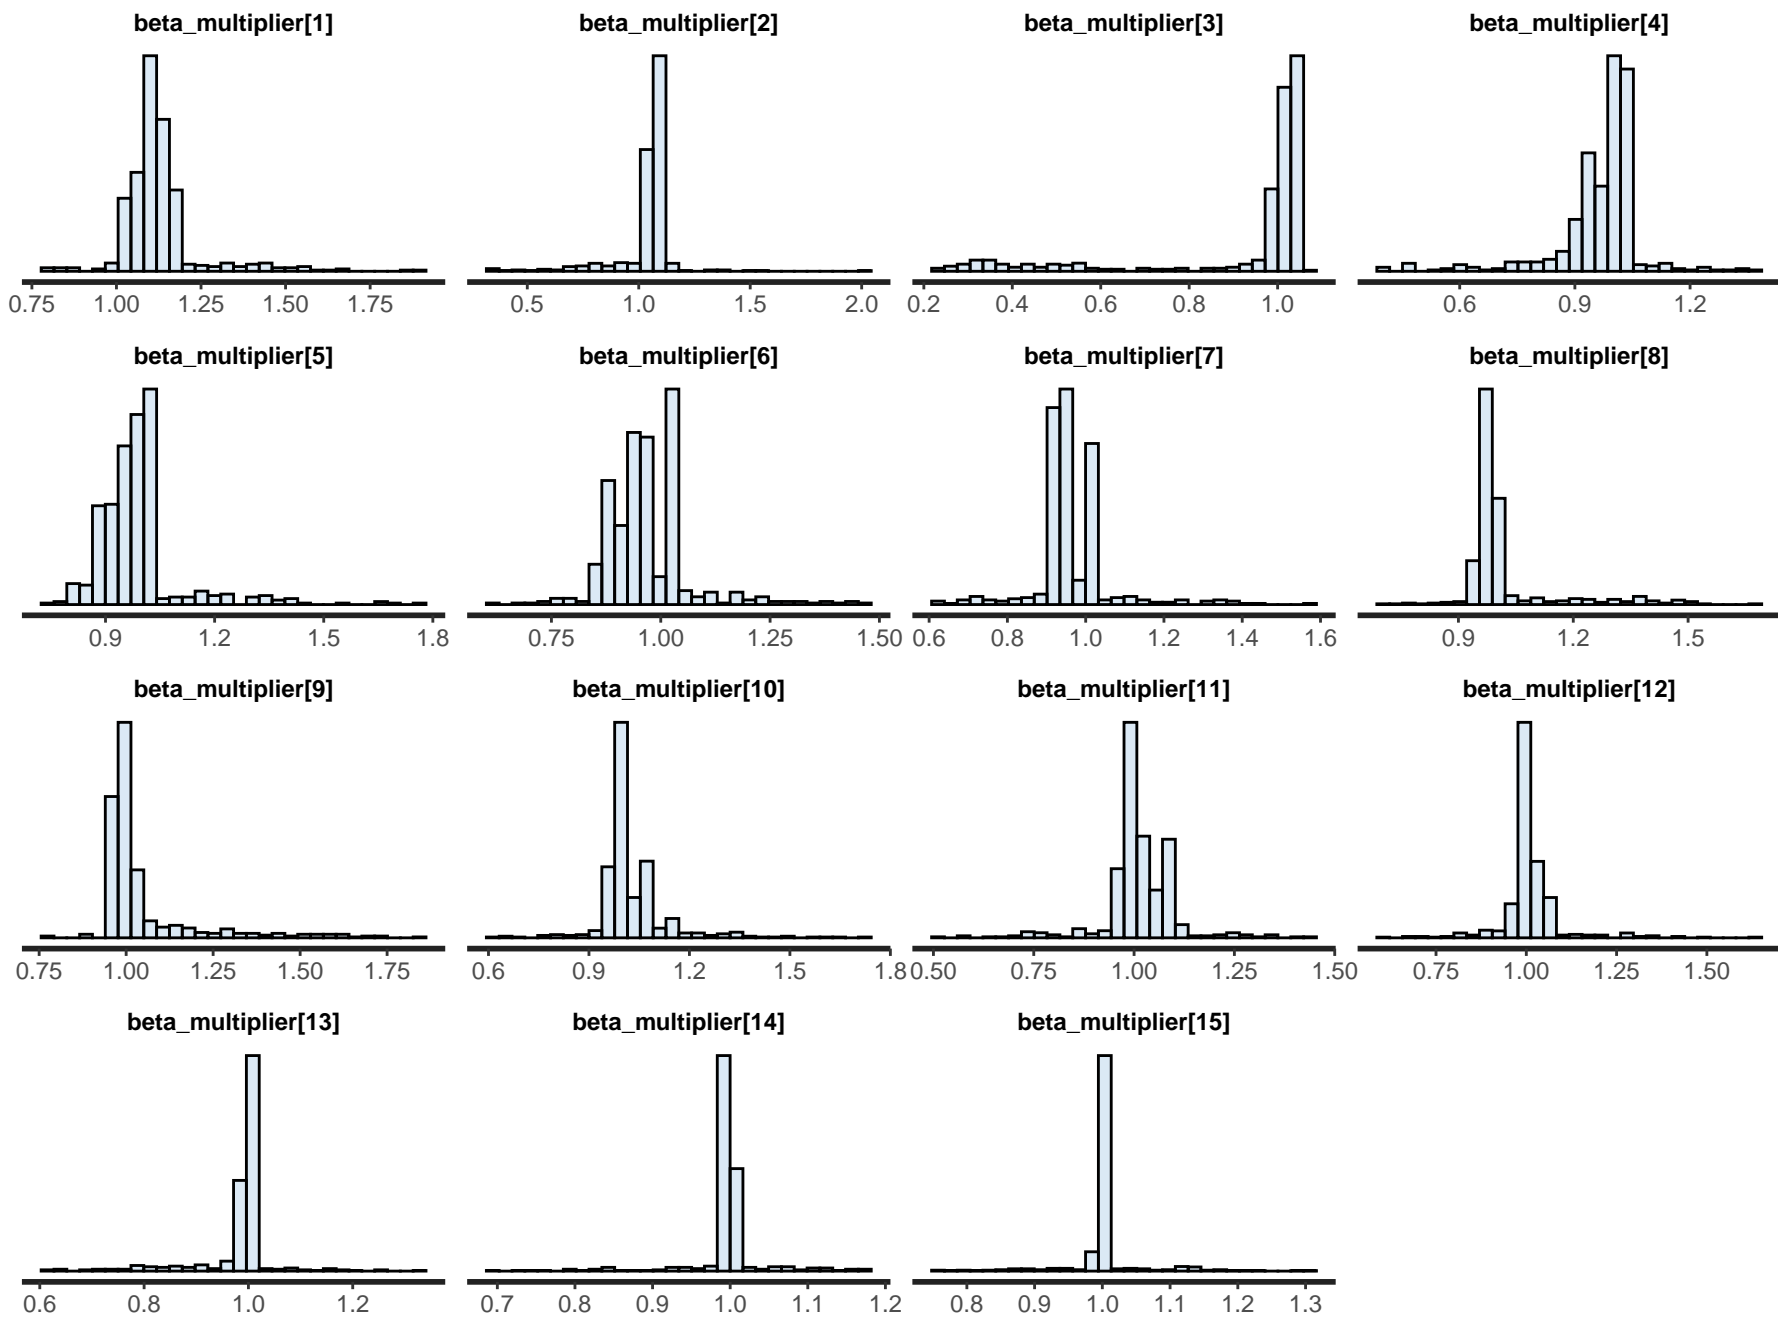 beta_multiplier[1] beta_multiplier[2] beta_multiplier[3] beta_multiplier[4]
0.75 1.00 1.25 1.50 1.75 0.5 1.0 1.5 2.0 0.2 0.4 0.6 0.8 1.0 0.6 0.9 1.2
beta_multiplier[5] beta_multiplier[6] beta_multiplier[7] beta_multiplier[8]
0.9 1.2 1.5 1.8 0.75 1.00 1.25 1.50 0.6 0.8 1.0 1.2 1.4 1.6 0.9 1.2 1.5
beta_multiplier[9] beta_multiplier[10] beta_multiplier[11] beta_multiplier[12]
0.75 1.00 1.25 1.50 1.75 0.6 0.9 1.2 1.5 1.8 0.50 0.75 1.00 1.25 1.50 0.75 1.00 1.25 1.50
beta_multiplier[13] beta_multiplier[14] beta_multiplier[15]
0.6 0.8 1.0 1.2 0.7 0.8 0.9 1.0 1.1 1.2 0.8 0.9 1.0 1.1 1.2 1.3